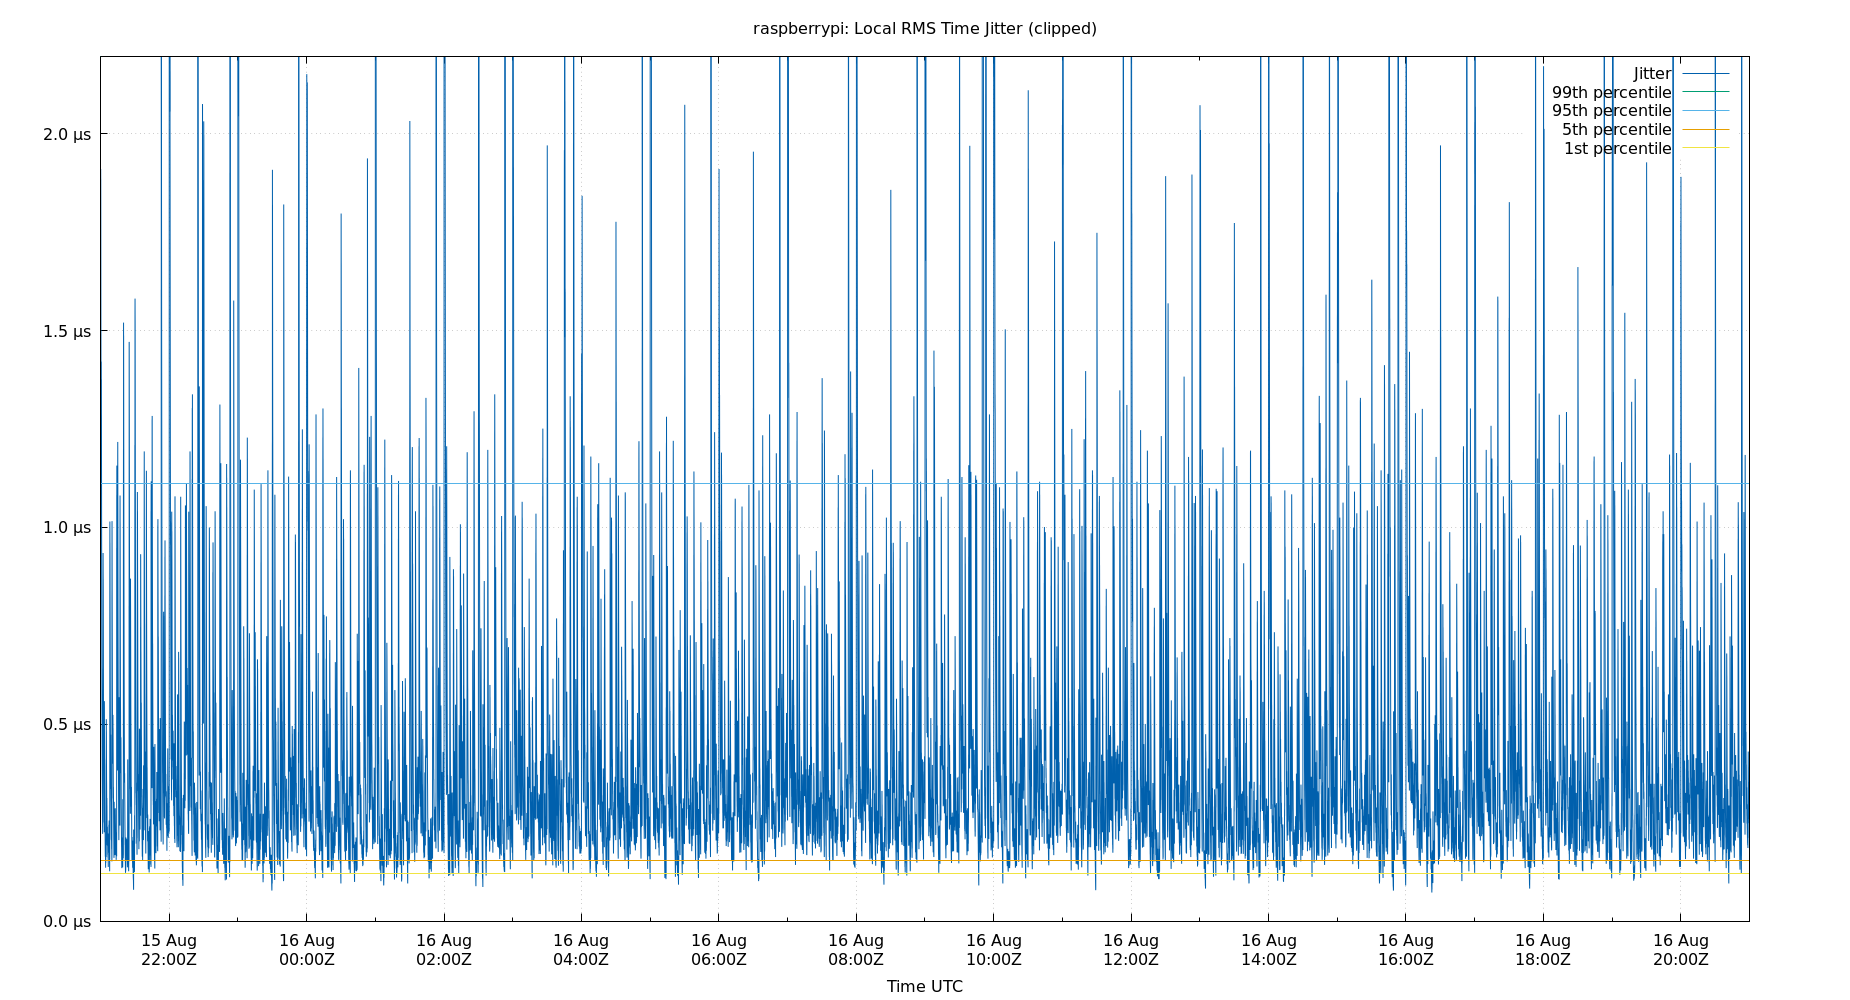 raspberrypi: Local RMS Time Jitter (clipped)
Jitter
99th percentile
95th percentile
5th percentile
1st percentile
2.0 µs
1.5 µs
1.0 µs
0.5 µs
0.0 µs
15 Aug 16 Aug 16 Aug 16 Aug 16 Aug 16 Aug 16 Aug 16 Aug 16 Aug 16 Aug 16 Aug 16 Aug
22:00Z 00:00Z 02:00Z 04:00Z 06:00Z 08:00Z 10:00Z 12:00Z 14:00Z 16:00Z 18:00Z 20:00Z
Time UTC